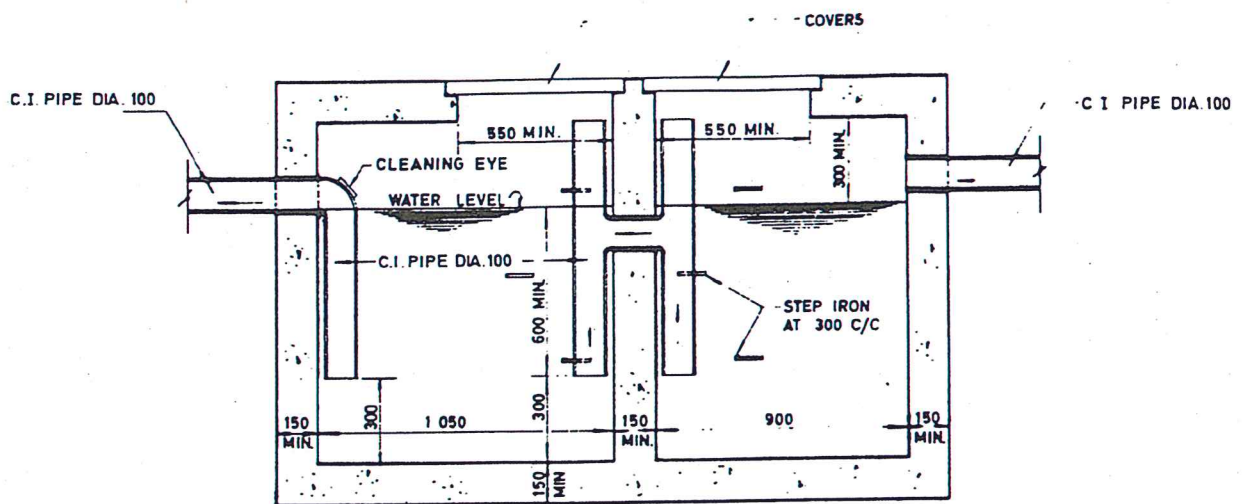 COVERS
C.I. PIPE DIA. 100
C I PIPE DIA.100
550 MIN.
550 MIN.
300 MIN.
CLEANING EYE
WATER LEVEL
C.I. PIPE DIA.100
600 MIN.
STEP IRON
AT 300 C/C
300
300
150
MIN.
1 050
150
MIN.
900
150
MIN.
150
MIN